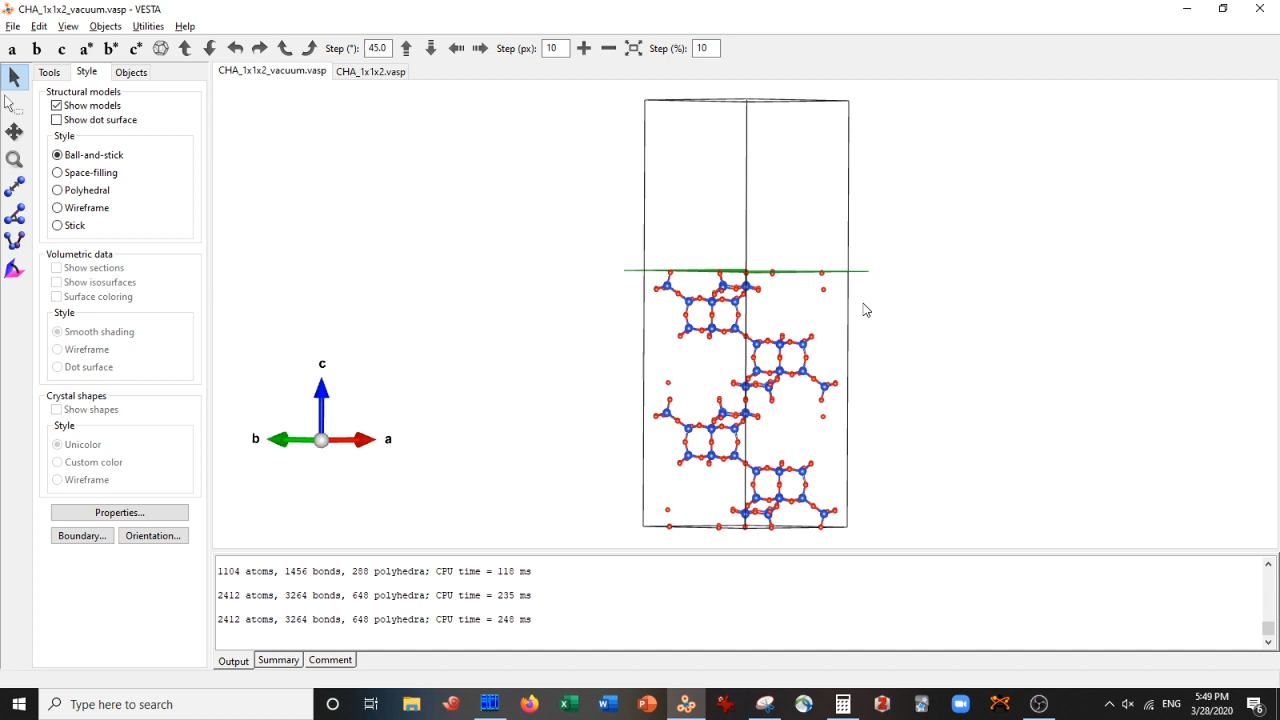 CHA_1x1x2_vacuum.vasp - VESTA
File Edit View Objects Utilities Help
a b c a* b* c* Step (°): 45.0 Step (px): 10 Step (%): 10
Tools Style Objects
CHA_1x1x2_vacuum.vasp CHA_1x1x2.vasp
Structural models
Show models
Show dot surface
Style
Ball-and-stick
Space-filling
Polyhedral
Wireframe
Stick
Volumetric data
Show sections
Show isosurfaces
Surface coloring
Style
Smooth shading
Wireframe
Dot surface
Crystal shapes
Show shapes
Style
Unicolor
Custom color
Wireframe
Properties...
Boundary... Orientation...
c
b a
1104 atoms, 1456 bonds, 288 polyhedra; CPU time = 118 ms
2412 atoms, 3264 bonds, 648 polyhedra; CPU time = 235 ms
2412 atoms, 3264 bonds, 648 polyhedra; CPU time = 248 ms
Output Summary Comment
Type here to search
ENG
5:49 PM
3/28/2020
6